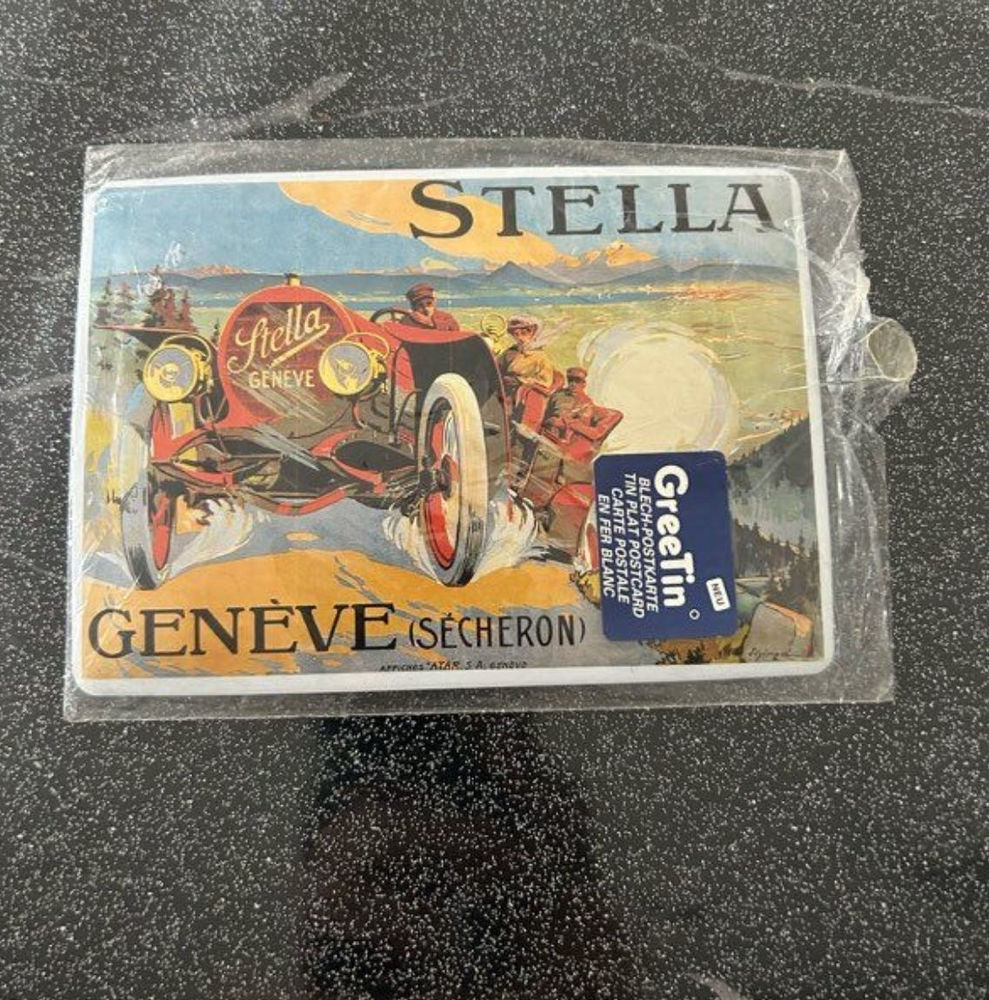 STELLA
Stella
GENÈVE
GENÈVE (SÉCHERON)
AFFICHES "ATAR" S.A. GENÈVE
GreeTin
NEU
BLECH-POSTKARTE
TIN PLAT POSTCARD
CARTE POSTALE
EN FER BLANC